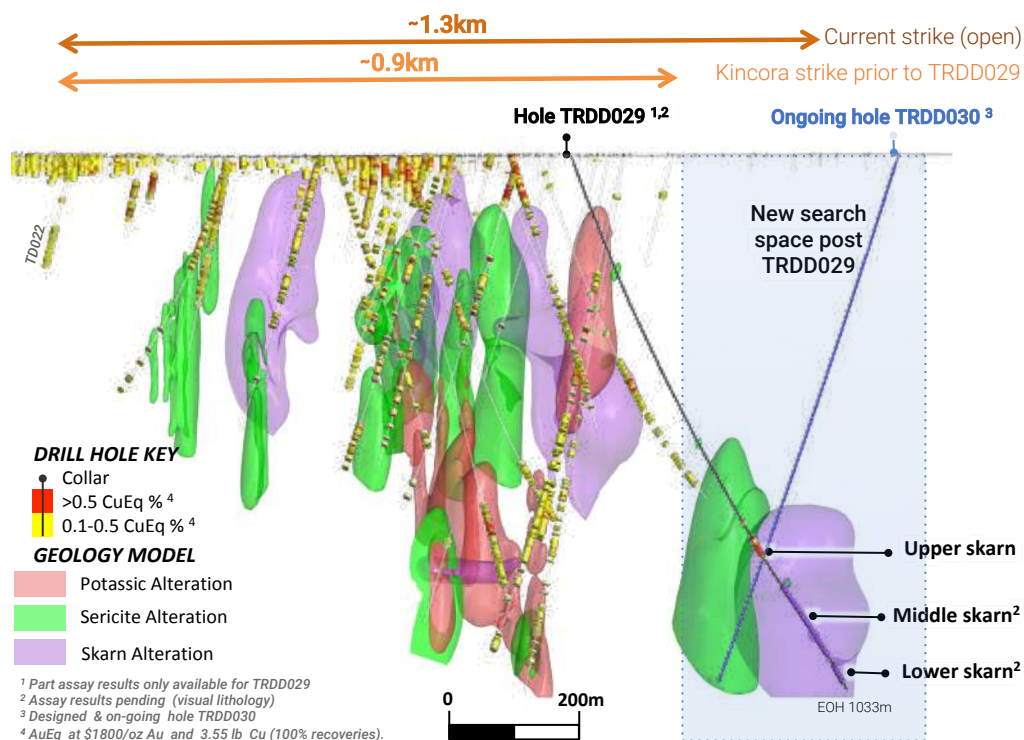 ~1.3km
Current strike (open)
~0.9km
Kincora strike prior to TRDD029
Hole TRDD029 1,2
Ongoing hole TRDD030 3
New search
space post
TRDD029
TD022
DRILL HOLE KEY
Collar
>0.5 CuEq % 4
0.1-0.5 CuEq % 4
GEOLOGY MODEL
Potassic Alteration
Sericite Alteration
Skarn Alteration
Upper skarn
Middle skarn2
Lower skarn2
EOH 1033m
0 200m
1 Part assay results only available for TRDD029
2 Assay results pending (visual lithology)
3 Designed & on-going hole TRDD030
4 AuEq at $1800/oz Au and 3.55 lb Cu (100% recoveries).